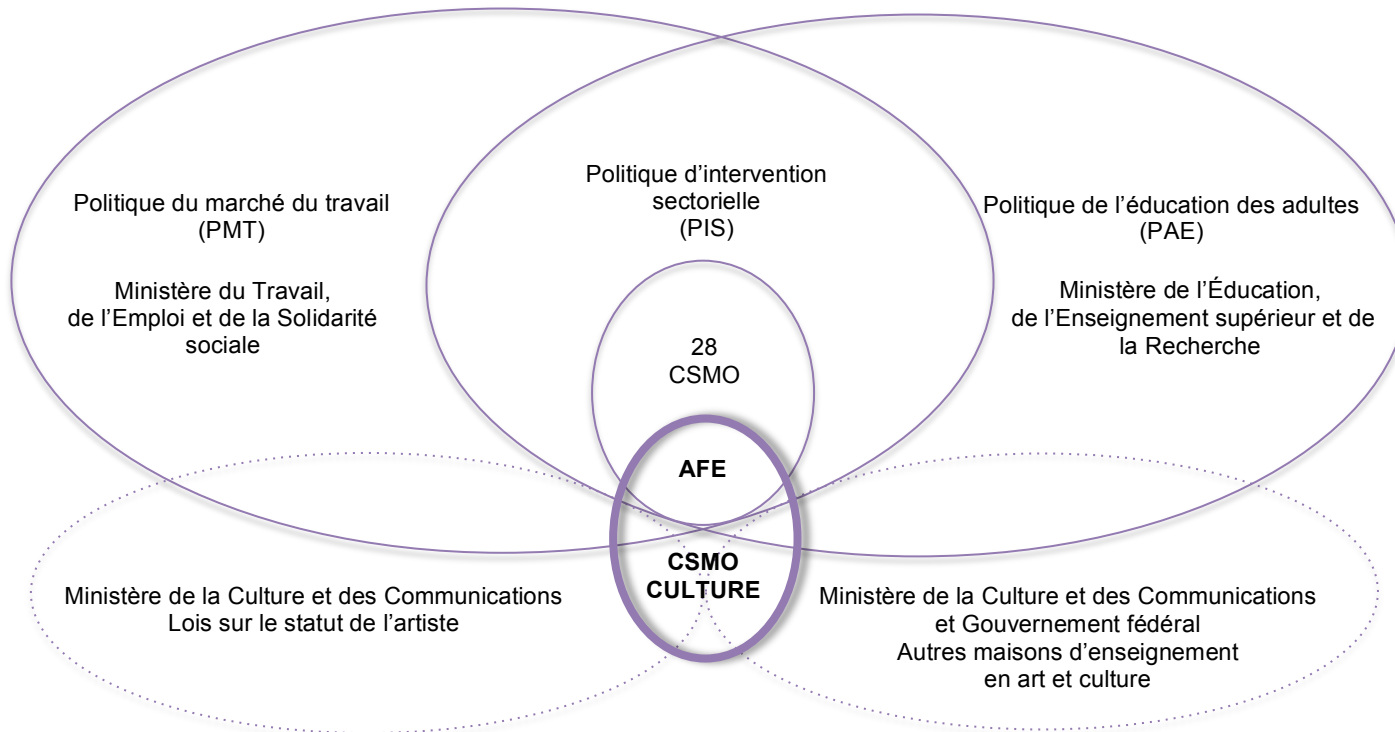 Politique du marché du travail
(PMT)
Ministère du Travail,
de l’Emploi et de la Solidarité
sociale
Politique d’intervention
sectorielle
(PIS)
28
CSMO
Politique de l’éducation des adultes
(PAE)
Ministère de l’Éducation,
de l’Enseignement supérieur et de
la Recherche
AFE
CSMO
CULTURE
Ministère de la Culture et des Communications
Lois sur le statut de l’artiste
Ministère de la Culture et des Communications
et Gouvernement fédéral
Autres maisons d’enseignement
en art et culture